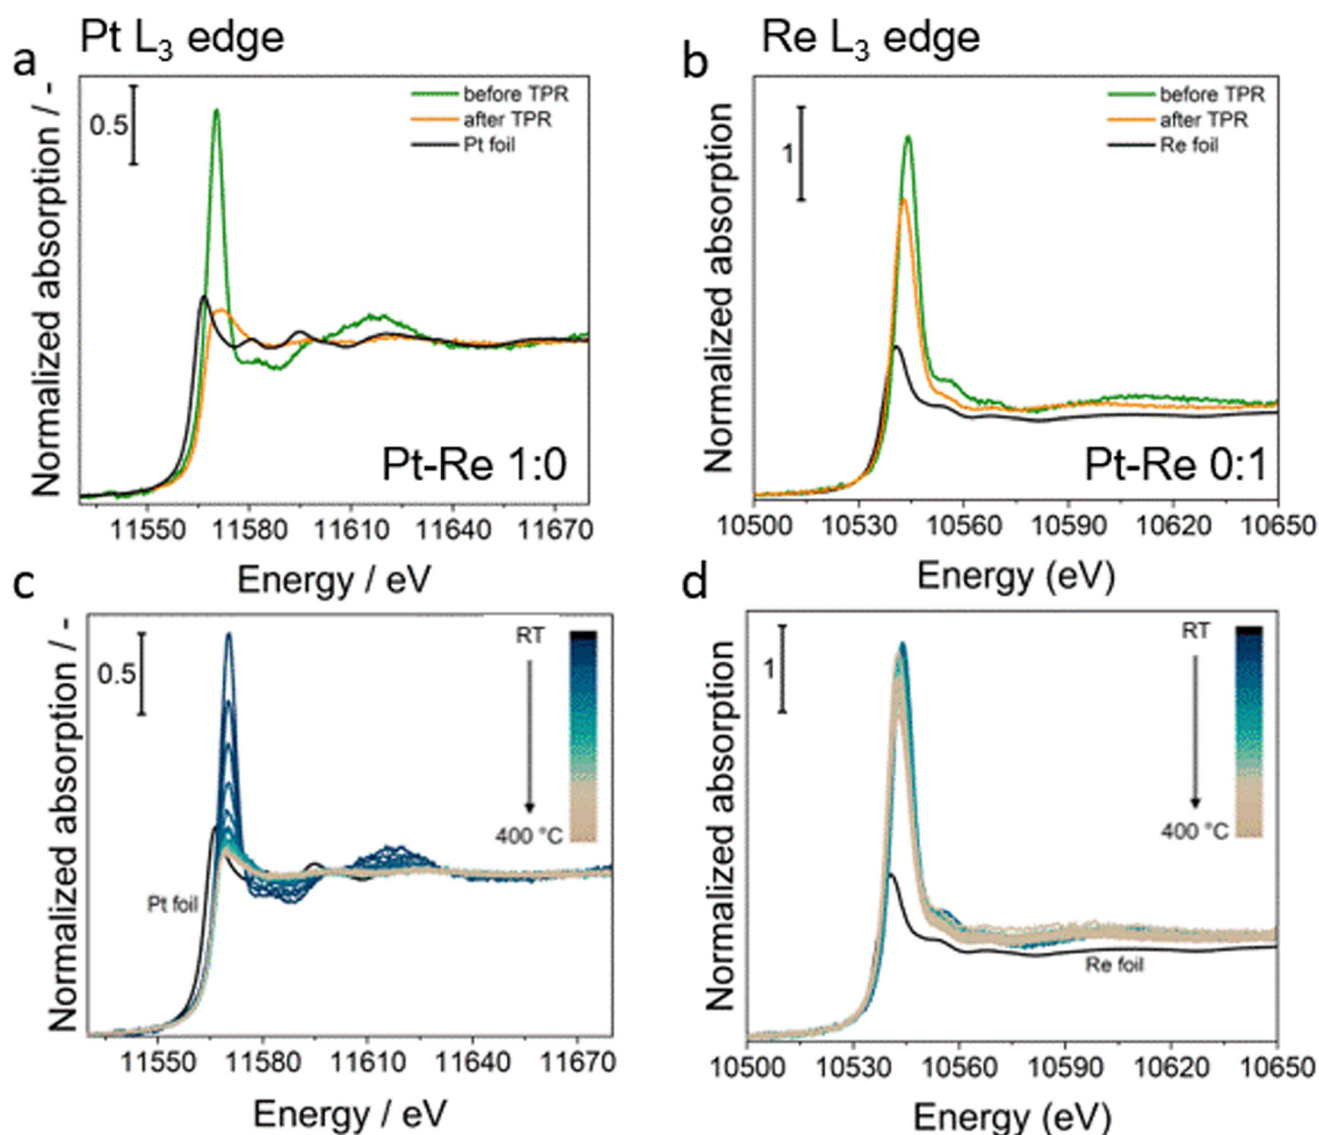 Pt L₃ edge
Re L₃ edge
a
0.5
before TPR
after TPR
Pt foil
Pt-Re 1:0
Normalized absorption / -
11550 11580 11610 11640 11670
Energy / eV
b
1
before TPR
after TPR
Re foil
Pt-Re 0:1
Normalized absorption
10500 10530 10560 10590 10620 10650
Energy (eV)
c
0.5
RT
400 °C
Pt foil
Normalized absorption / -
11550 11580 11610 11640 11670
Energy / eV
d
1
RT
400 °C
Re foil
Normalized absorption
10500 10530 10560 10590 10620 10650
Energy (eV)